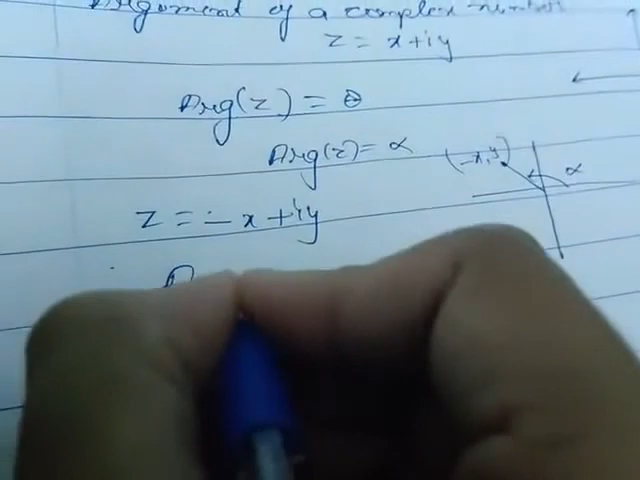 Argument of a complex number
z = x+iy
Arg(z) = θ
Arg(z) = α
(-x,y)
α
z = -x+iy